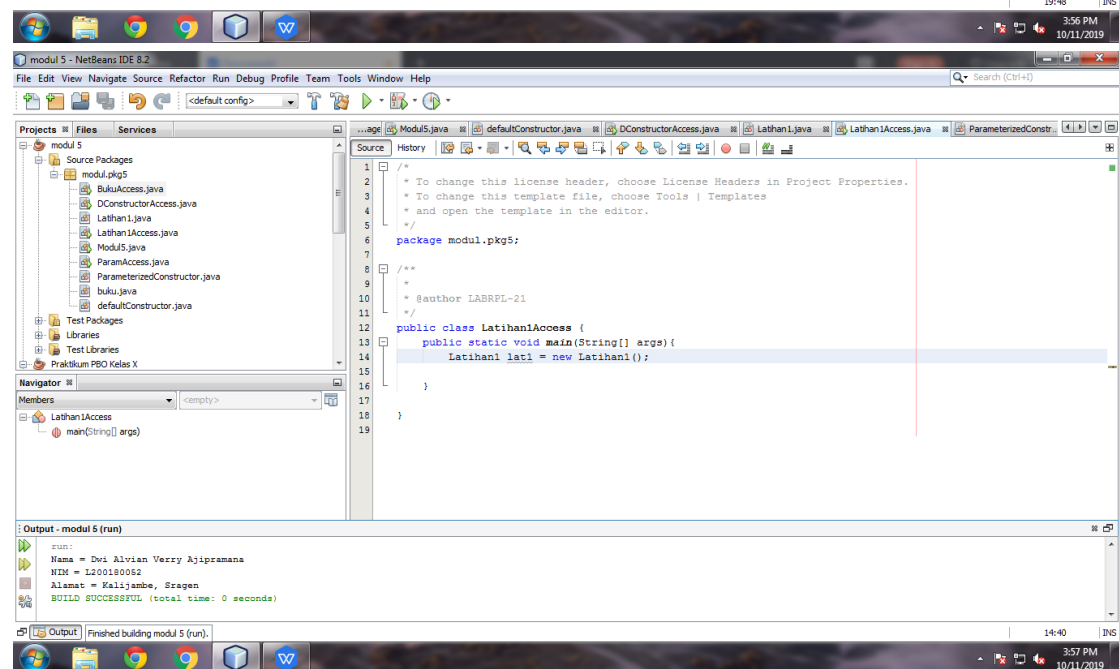 19:48 INS
3:56 PM
10/11/2019
modul 5 - NetBeans IDE 8.2
File Edit View Navigate Source Refactor Run Debug Profile Team Tools Window Help
Search (Ctrl+I)
<default config>
Projects Files Services
...age Modul5.java defaultConstructor.java DConstructorAccess.java Latihan1.java Latihan1Access.java ParameterizedConstr...
Source History
modul 5
Source Packages
modul.pkg5
BukuAccess.java
DConstructorAccess.java
Latihan1.java
Latihan1Access.java
Modul5.java
ParamAccess.java
ParameterizedConstructor.java
buku.java
defaultConstructor.java
Test Packages
Libraries
Test Libraries
Praktikum PBO Kelas X
Navigator
Members <empty>
Latihan1Access
main(String[] args)
1 /*
2 * To change this license header, choose License Headers in Project Properties.
3 * To change this template file, choose Tools | Templates
4 * and open the template in the editor.
5 */
6 package modul.pkg5;
7
8 /**
9 *
10 * @author LABRPL-21
11 */
12 public class Latihan1Access {
13 public static void main(String[] args){
14 Latihan1 lat1 = new Latihan1();
15
16 }
17
18 }
19
Output - modul 5 (run)
run:
Nama = Dwi Alvian Verry Ajipramana
NIM = L200180052
Alamat = Kalijambe, Sragen
BUILD SUCCESSFUL (total time: 0 seconds)
Output Finished building modul 5 (run).
14:40 INS
3:57 PM
10/11/2019